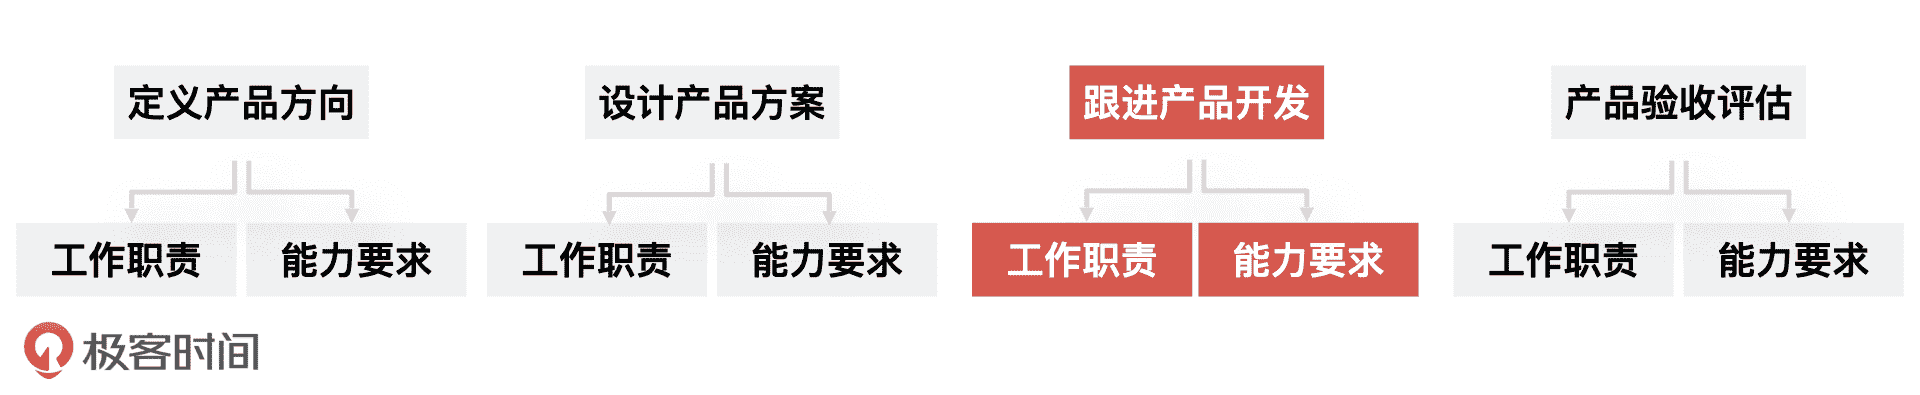 定义产品方向
设计产品方案
跟进产品开发
产品验收评估
工作职责
能力要求
工作职责
能力要求
工作职责
能力要求
工作职责
能力要求
极客时间